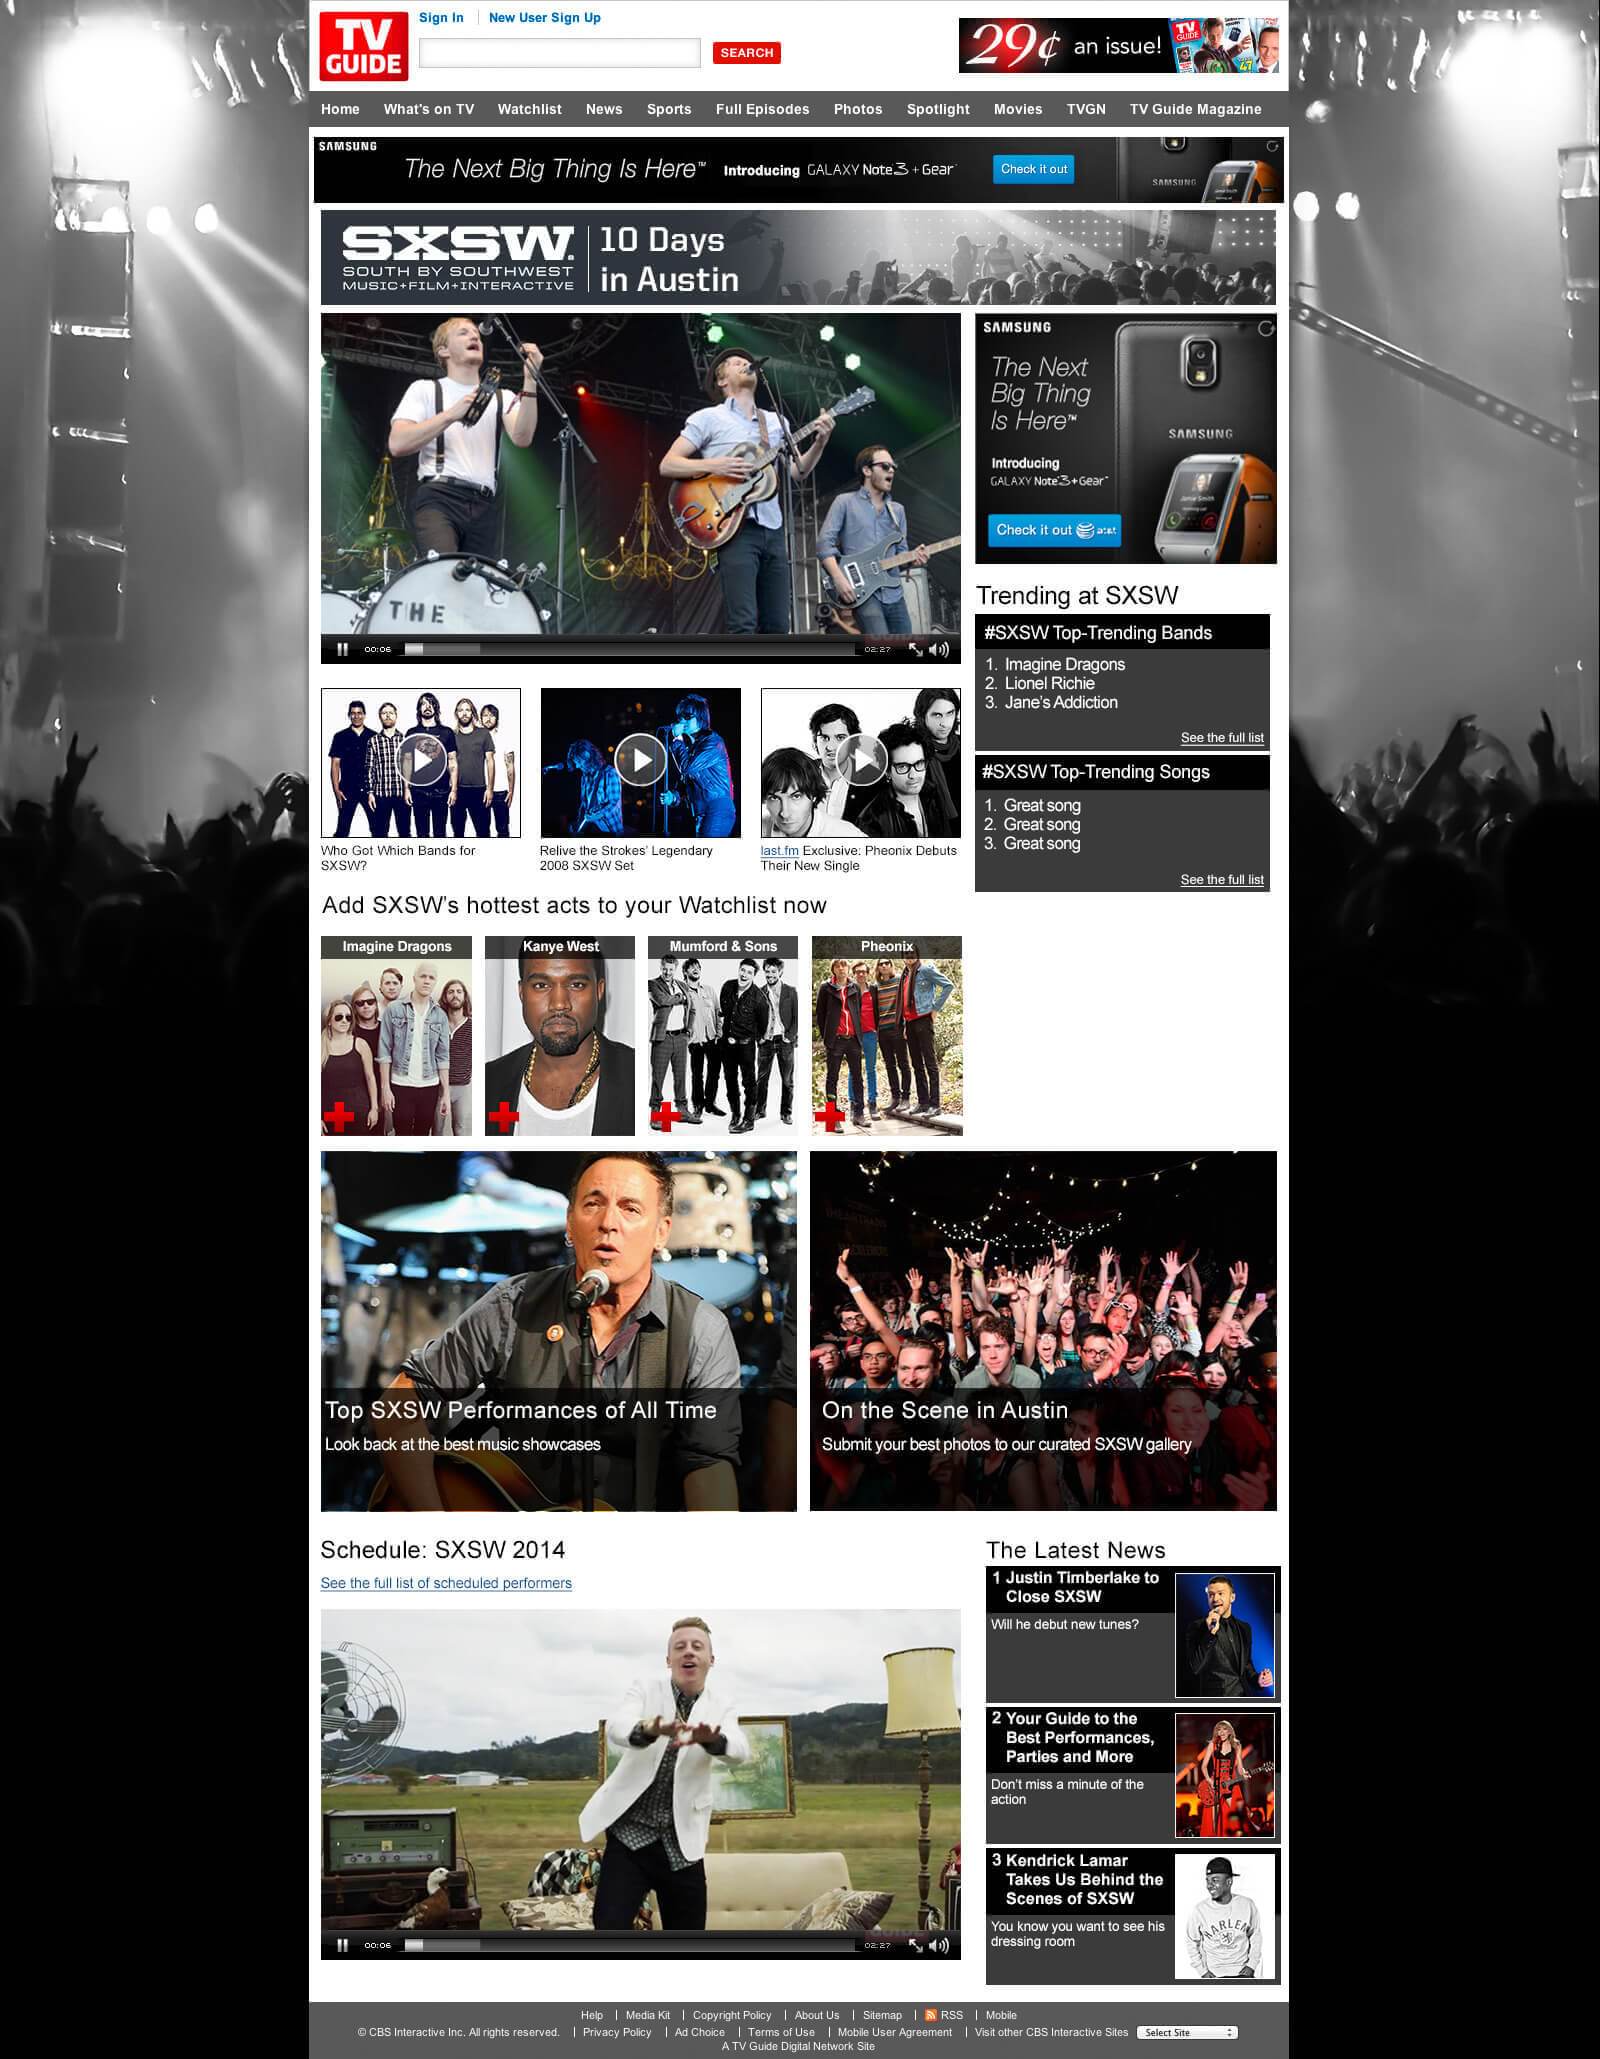 TV
GUIDE
Sign In
New User Sign Up
SEARCH
29¢ an issue!
TV
GUIDE
Home What's on TV Watchlist News Sports Full Episodes Photos Spotlight Movies TVGN TV Guide Magazine
SAMSUNG
The Next Big Thing Is Here™ Introducing GALAXY Note 3 + Gear™
Check it out
SAMSUNG
SXSW®
SOUTH BY SOUTHWEST
MUSIC+FILM+INTERACTIVE
10 Days
in Austin
THE
00:06
02:27
SAMSUNG
The Next
Big Thing
Is Here™
SAMSUNG
Introducing
GALAXY Note 3+Gear™
Jamie Smith
Check it out at&t
Trending at SXSW
#SXSW Top-Trending Bands
1. Imagine Dragons
2. Lionel Richie
3. Jane's Addiction
See the full list
#SXSW Top-Trending Songs
1. Great song
2. Great song
3. Great song
See the full list
Who Got Which Bands for
SXSW?
Relive the Strokes' Legendary
2008 SXSW Set
last.fm Exclusive: Pheonix Debuts
Their New Single
Add SXSW's hottest acts to your Watchlist now
Imagine Dragons
Kanye West
Mumford & Sons
Pheonix
Top SXSW Performances of All Time
Look back at the best music showcases
On the Scene in Austin
Submit your best photos to our curated SXSW gallery
Schedule: SXSW 2014
See the full list of scheduled performers
00:06
02:27
The Latest News
1 Justin Timberlake to
Close SXSW
Will he debut new tunes?
2 Your Guide to the
Best Performances,
Parties and More
Don't miss a minute of the
action
3 Kendrick Lamar
Takes Us Behind the
Scenes of SXSW
You know you want to see his
dressing room
HARLEM
Help | Media Kit | Copyright Policy | About Us | Sitemap | RSS | Mobile
© CBS Interactive Inc. All rights reserved. | Privacy Policy | Ad Choice | Terms of Use | Mobile User Agreement | Visit other CBS Interactive Sites Select Site
A TV Guide Digital Network Site